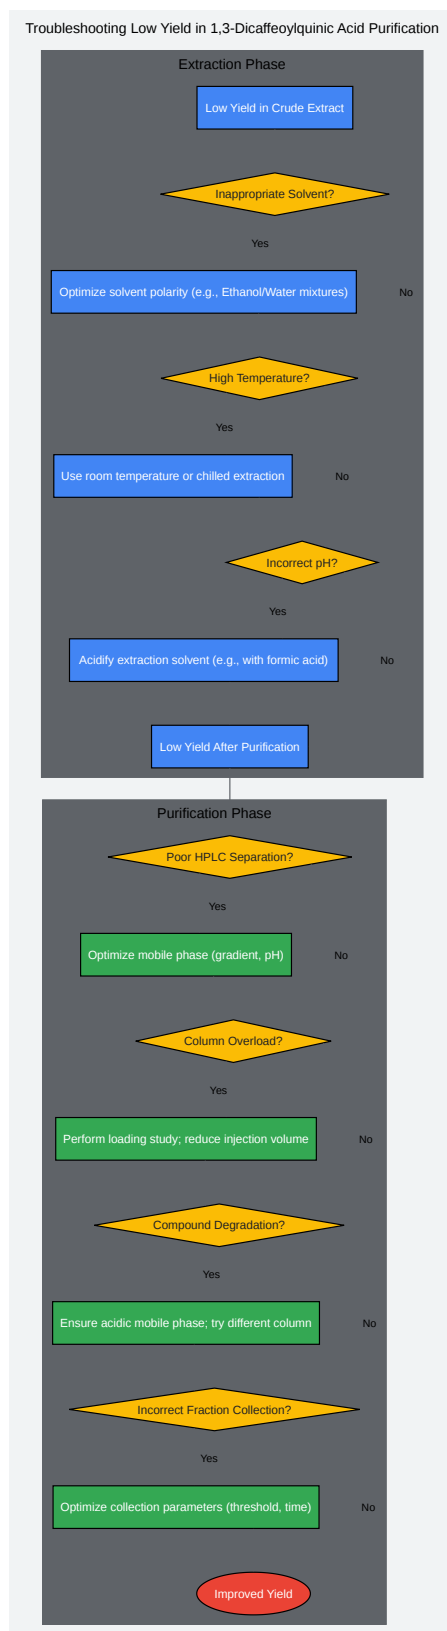 Troubleshooting Low Yield in 1,3-Dicaffeoylquinic Acid Purification
Extraction Phase
Low Yield in Crude Extract
Inappropriate Solvent?
Yes
Optimize solvent polarity (e.g., Ethanol/Water mixtures)
No
High Temperature?
Yes
Use room temperature or chilled extraction
No
Incorrect pH?
Yes
Acidify extraction solvent (e.g., with formic acid)
No
Low Yield After Purification
Purification Phase
Poor HPLC Separation?
Yes
Optimize mobile phase (gradient, pH)
No
Column Overload?
Yes
Perform loading study; reduce injection volume
No
Compound Degradation?
Yes
Ensure acidic mobile phase; try different column
No
Incorrect Fraction Collection?
Yes
Optimize collection parameters (threshold, time)
No
Improved Yield